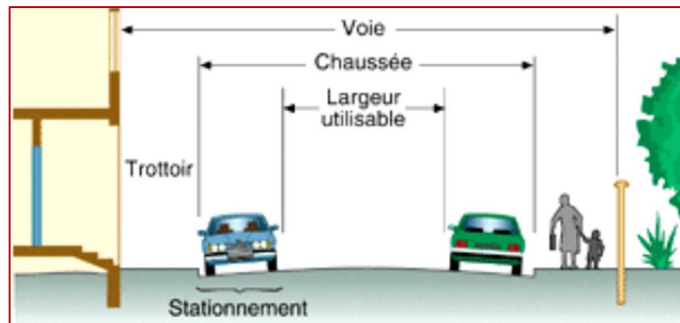 Voie
Chaussée
Largeur
utilisable
Trottoir
Stationnement